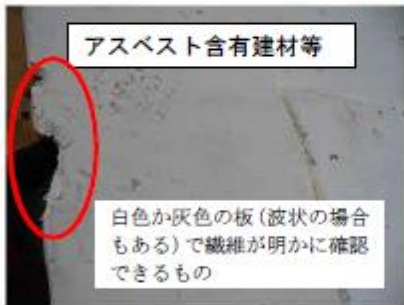 アスベスト含有建材等
白色か灰色の板(波状の場合
もある)で繊維が明かに確認
できるもの